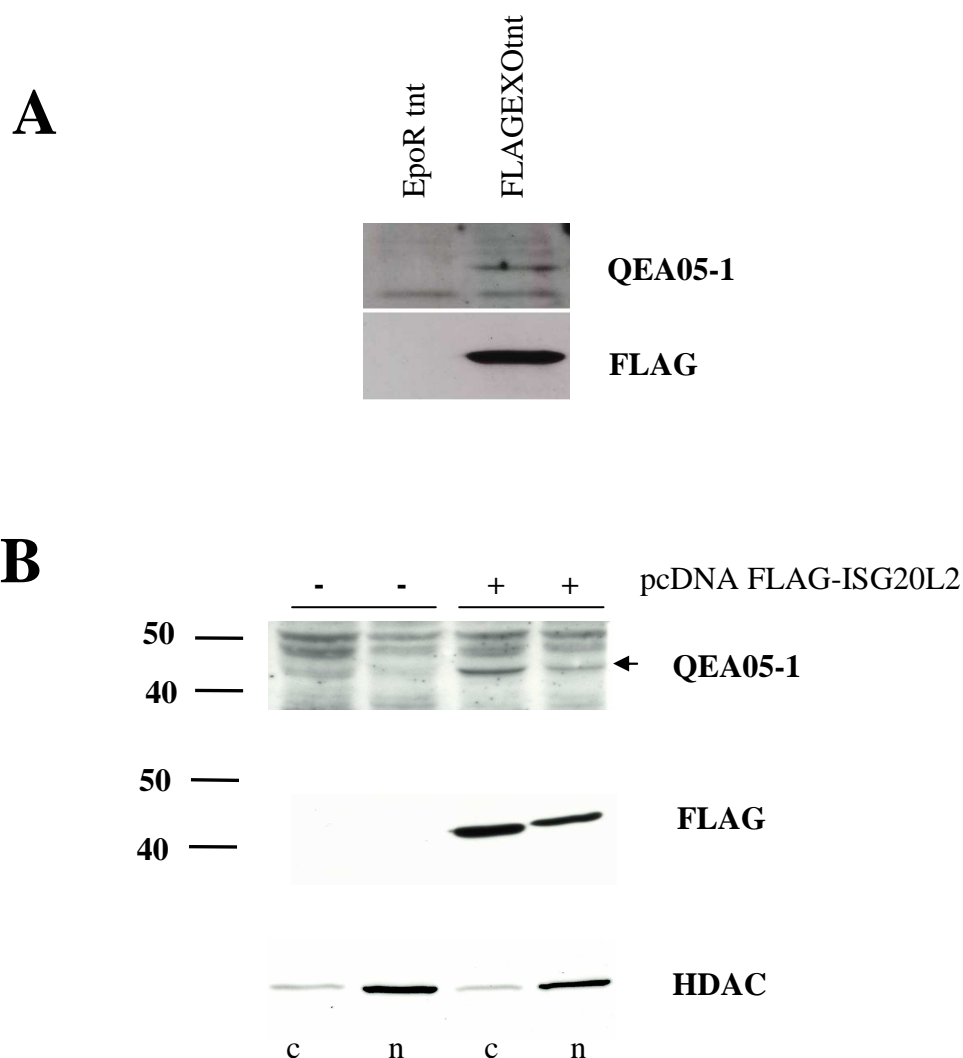 A
EpoR tnt
FLAGEXOtnt
QEA05-1
FLAG
B
- - + + pcDNA FLAG-ISG20L2
50
QEA05-1
40
50
FLAG
40
HDAC
c n c n